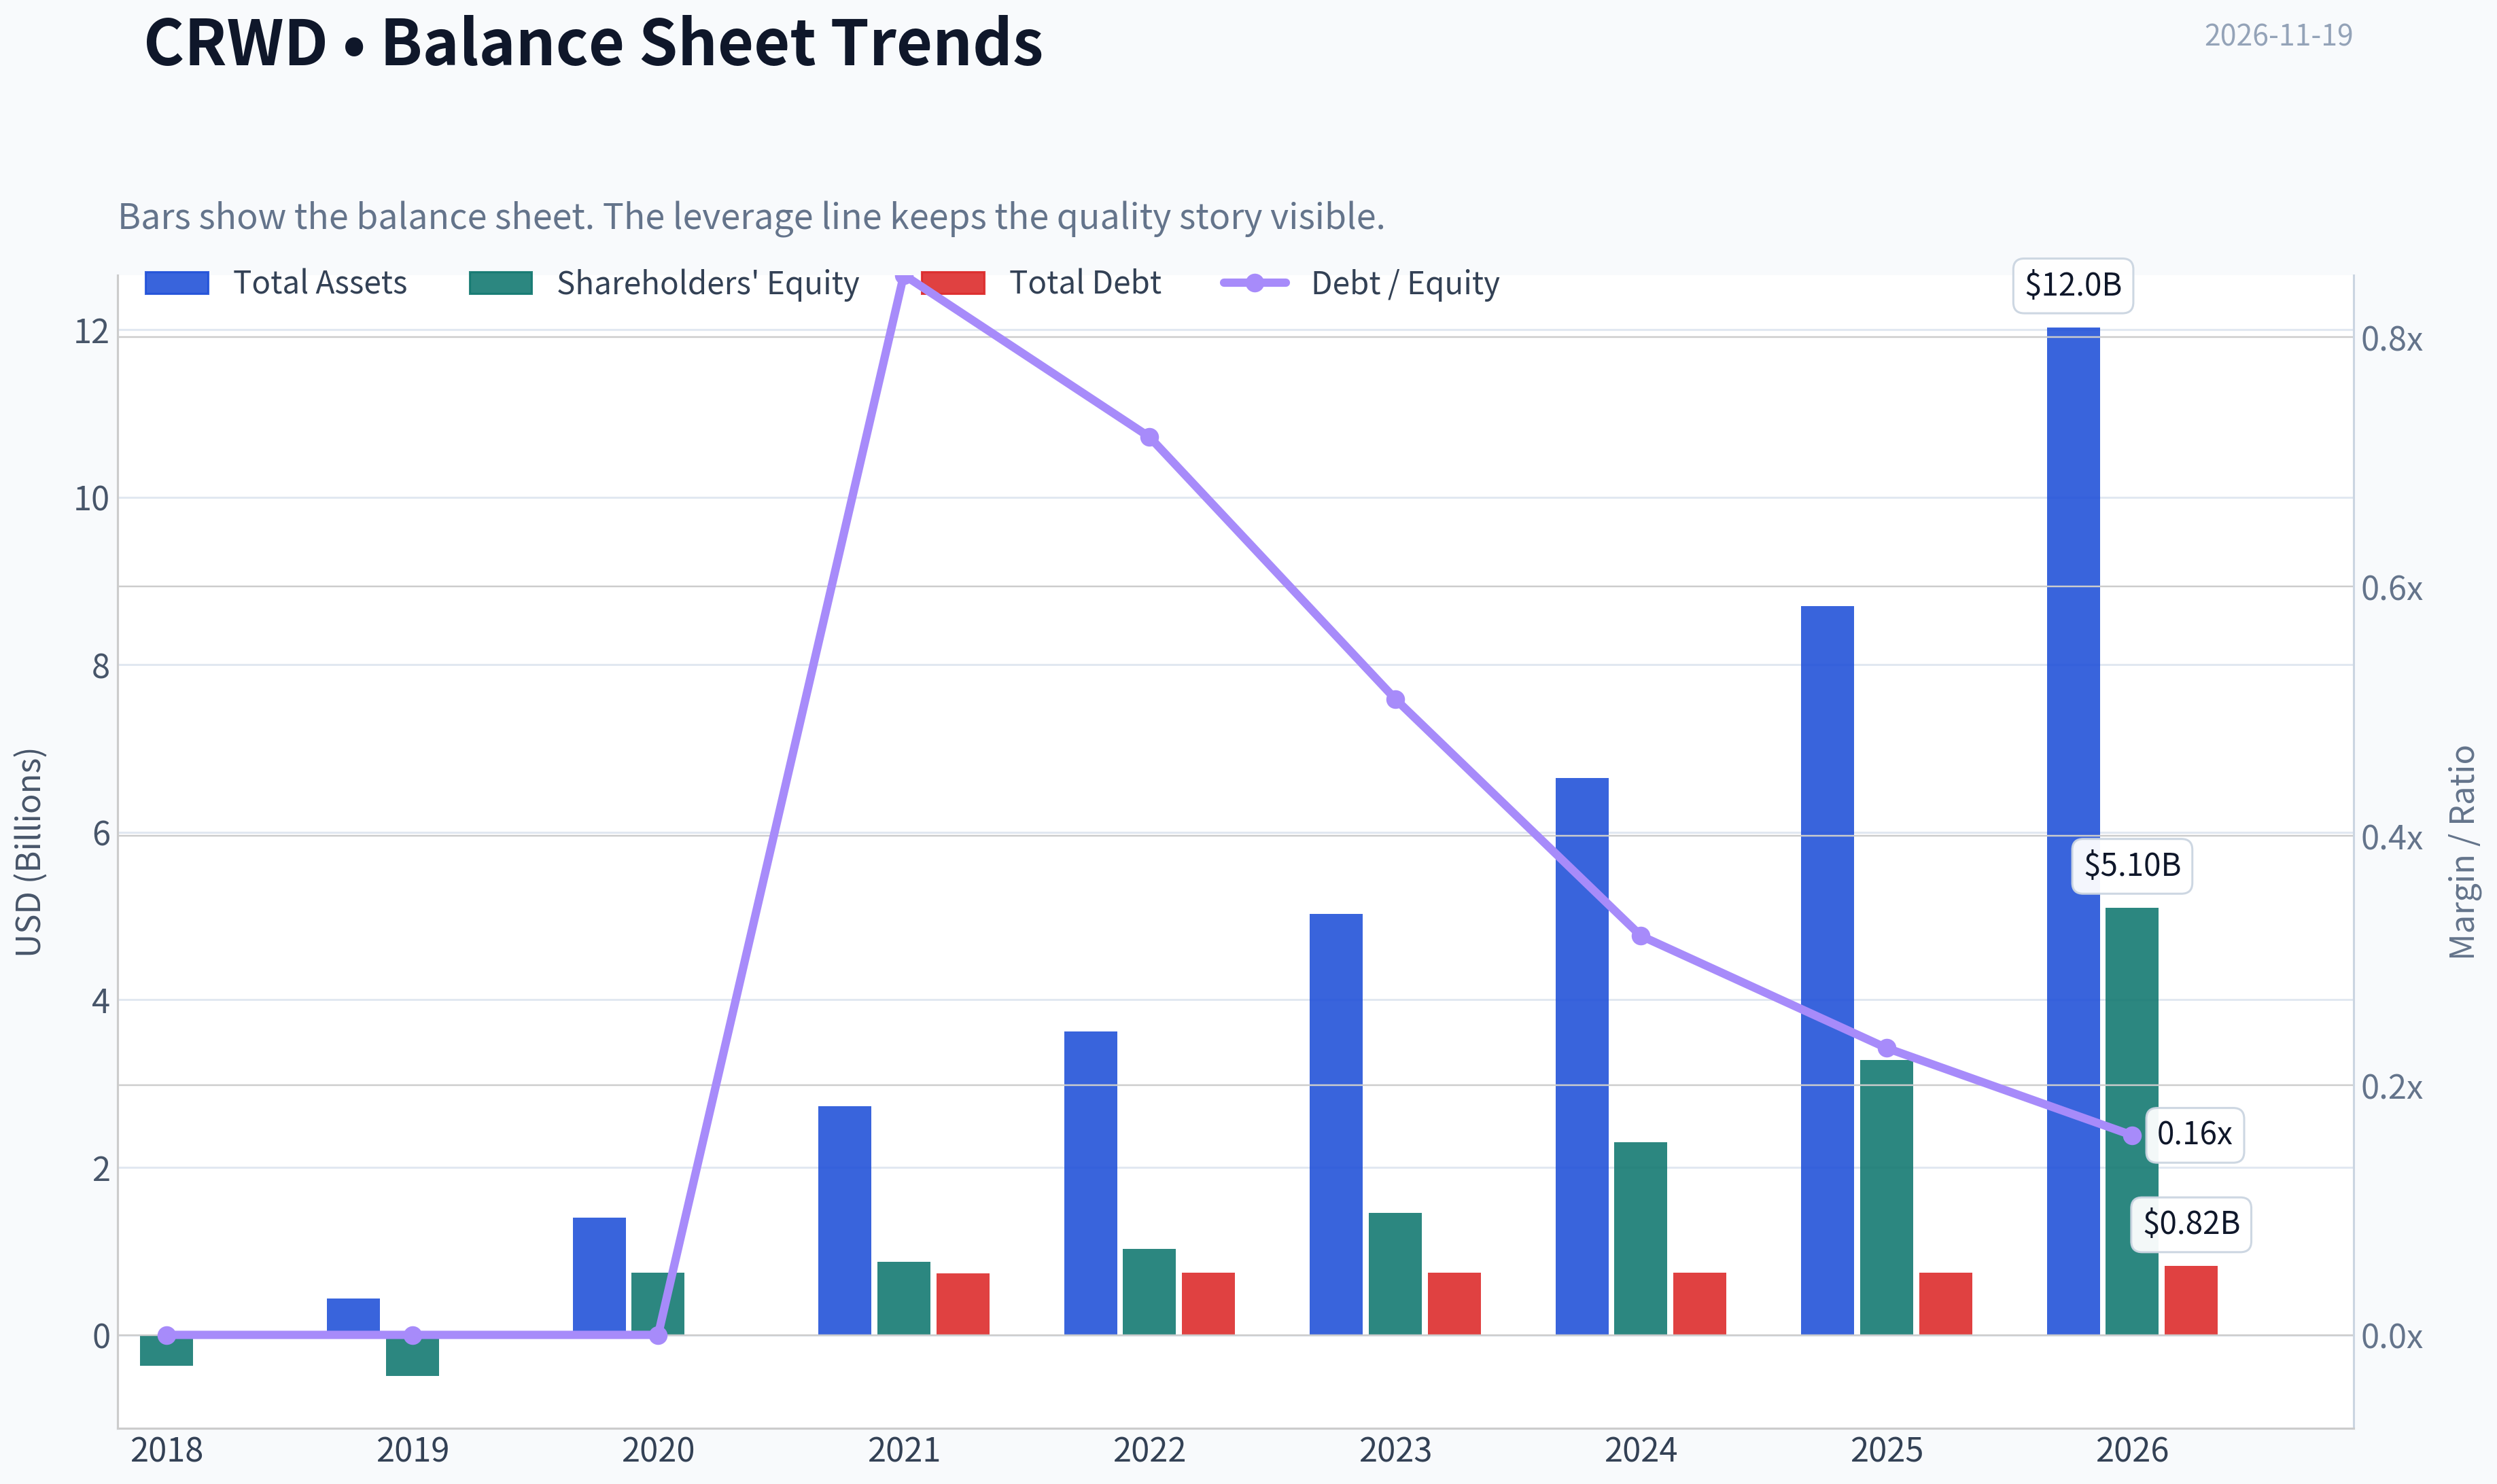 CRWD • Balance Sheet Trends
2026-11-19
Bars show the balance sheet. The leverage line keeps the quality story visible.
Total Assets
Shareholders' Equity
Total Debt
Debt / Equity
$12.0B
12
0.8x
10
0.6x
8
USD (Billions)
Margin / Ratio
6
0.4x
$5.10B
4
0.2x
0.16x
2
$0.82B
0
0.0x
2018
2019
2020
2021
2022
2023
2024
2025
2026